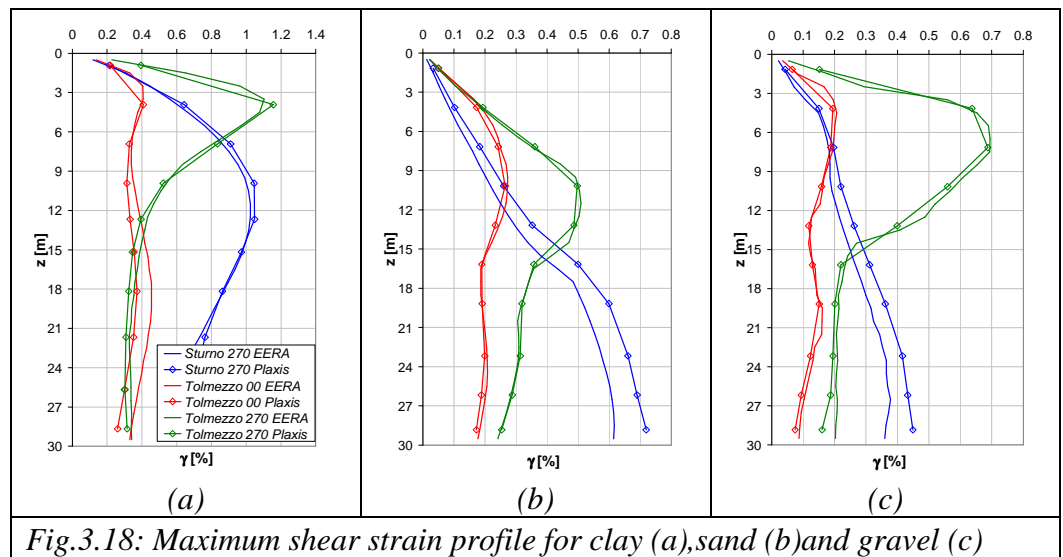 0 0.2 0.4 0.6 0.8 1 1.2 1.4
0
3
6
9
12
15
18
21
24
27
30
z [m]
Sturno 270 EERA
Sturno 270 Plaxis
Tolmezzo 00 EERA
Tolmezzo 00 Plaxis
Tolmezzo 270 EERA
Tolmezzo 270 Plaxis
γ [%]
(a)
0 0.1 0.2 0.3 0.4 0.5 0.6 0.7 0.8
0
3
6
9
12
15
18
21
24
27
30
z [m]
γ [%]
(b)
0 0.1 0.2 0.3 0.4 0.5 0.6 0.7 0.8
0
3
6
9
12
15
18
21
24
27
30
z [m]
γ [%]
(c)
Fig.3.18: Maximum shear strain profile for clay (a),sand (b)and gravel (c)